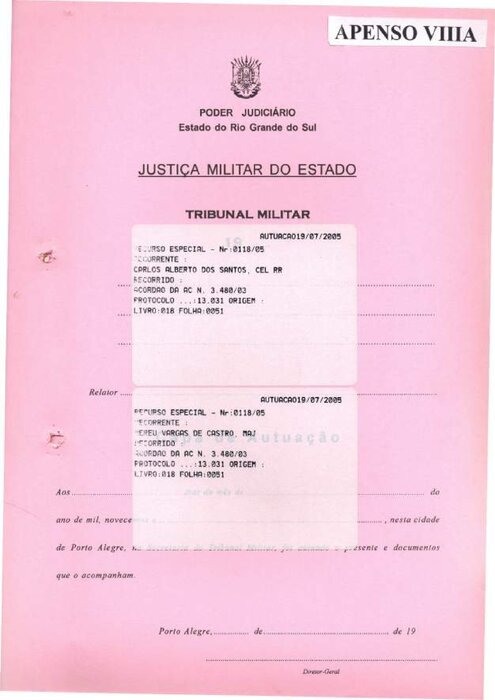 APENSO VIIIA
PODER JUDICIÁRIO
Estado do Rio Grande do Sul
JUSTIÇA MILITAR DO ESTADO
TRIBUNAL MILITAR
AUTUACAO19/07/2005
RECURSO ESPECIAL - Nr:0118/05
RECORRENTE :
CARLOS ALBERTO DOS SANTOS, CEL RR
RECORRIDO :
ACORDAO DA AC N. 3.480/03
PROTOCOLO ...:13.031 ORIGEM :
LIVRO:018 FOLHA:0051
Relator
AUTUACAO19/07/2005
RECURSO ESPECIAL - Nr:0118/05
RECORRENTE :
VARGAS DE CASTRO, MAJ
RECORRIDO
de Autuação
ACORDAO DA AC N. 3.480/03
PROTOCOLO ...:13.031 ORIGEM :
LIVRO:018 FOLHA:0051
Aos do
ano de mil, novece , nesta cidade
de Porto Alegre, presente e documentos
que o acompanham.
Porto Alegre, de de 19
Diretor-Geral